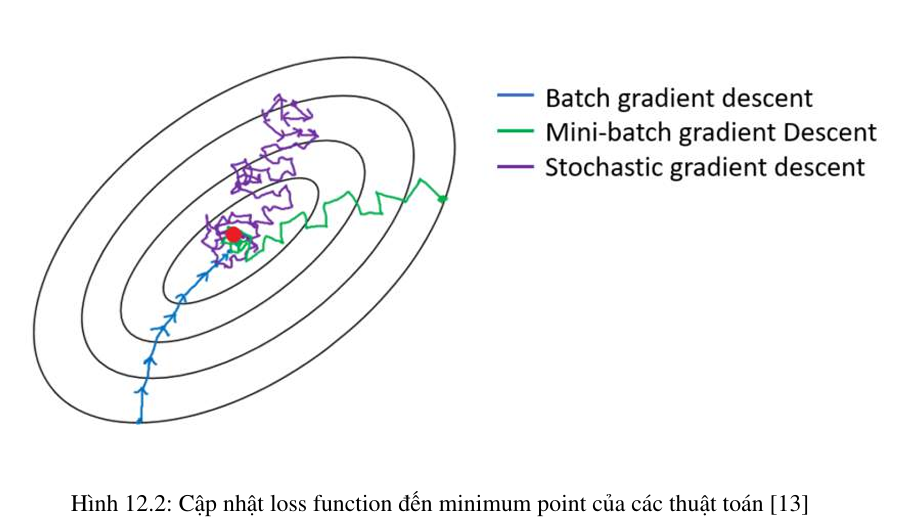 Batch gradient descent
Mini-batch gradient Descent
Stochastic gradient descent
Hình 12.2: Cập nhật loss function đến minimum point của các thuật toán [13]